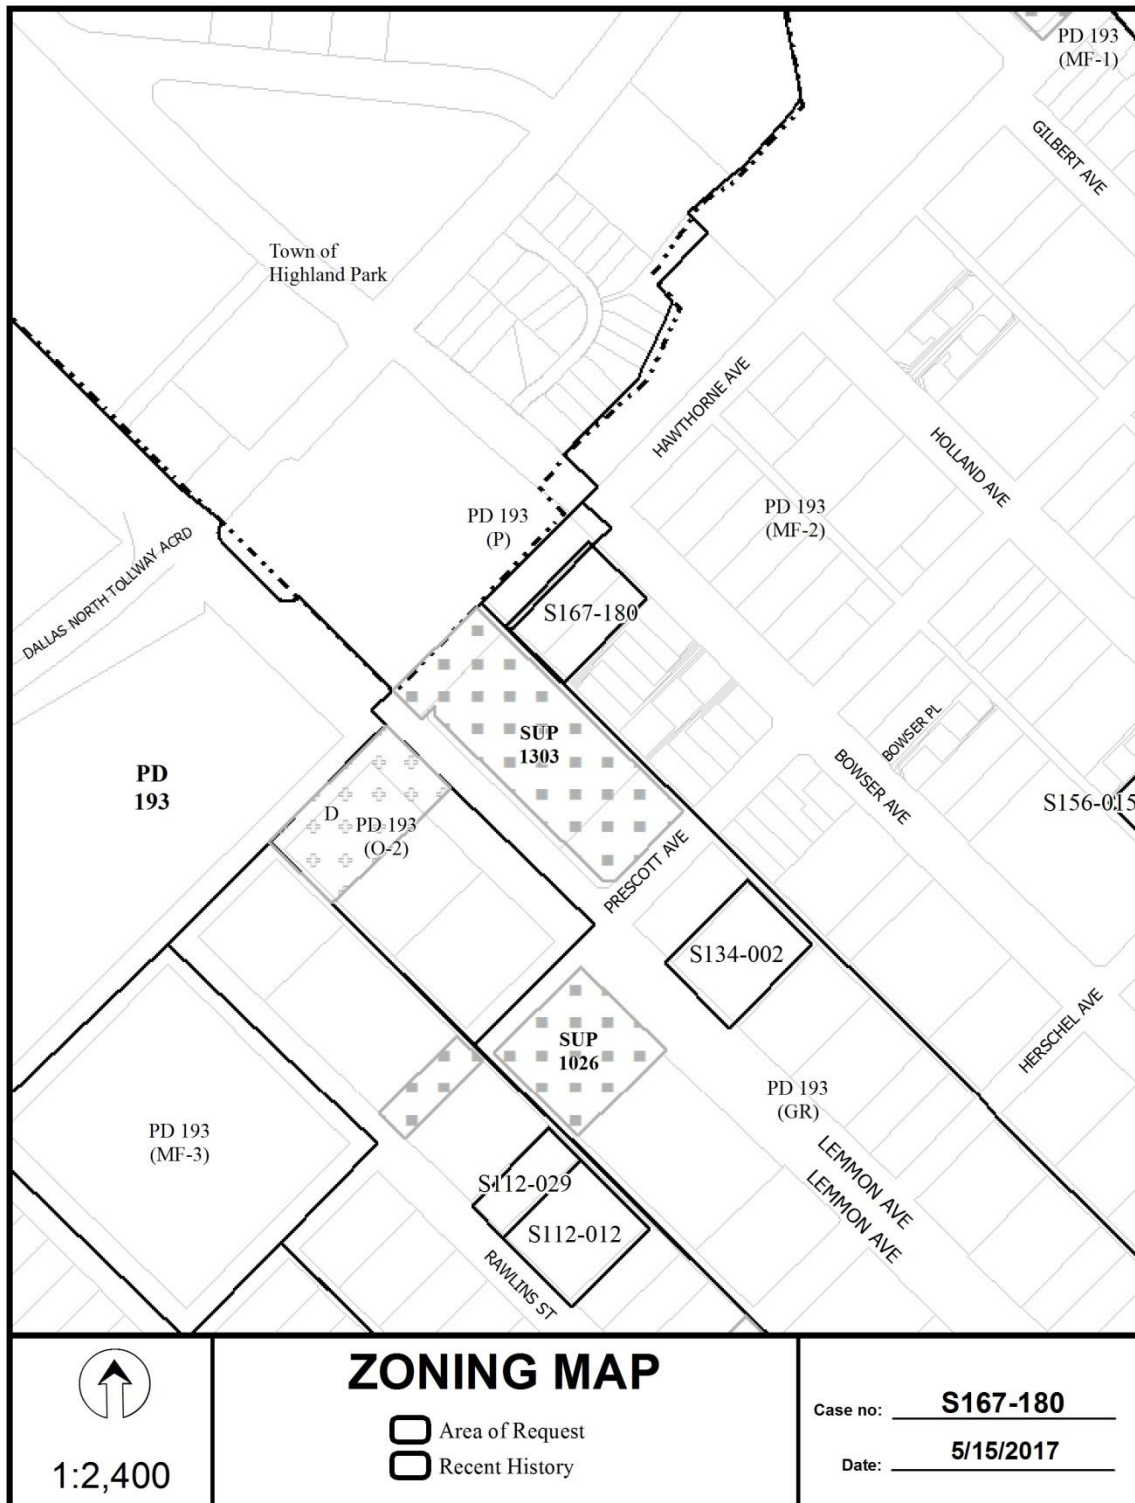 PD 193
(MF-1)
GILBERT AVE
Town of
Highland Park
HAWTHORNE AVE
HOLLAND AVE
PD 193
(P)
PD 193
(MF-2)
DALLAS NORTH TOLLWAY ACRD
S167-180
BOWSER PL
SUP
1303
BOWSER AVE
PD
193
S156-015
D
PD 193
(O-2)
PRESCOTT AVE
S134-002
HERSCHEL AVE
SUP
1026
PD 193
(GR)
PD 193
(MF-3)
LEMMON AVE
LEMMON AVE
S112-029
S112-012
RAWLINS ST
1:2,400
ZONING MAP
Area of Request
Recent History
Case no: S167-180
Date: 5/15/2017